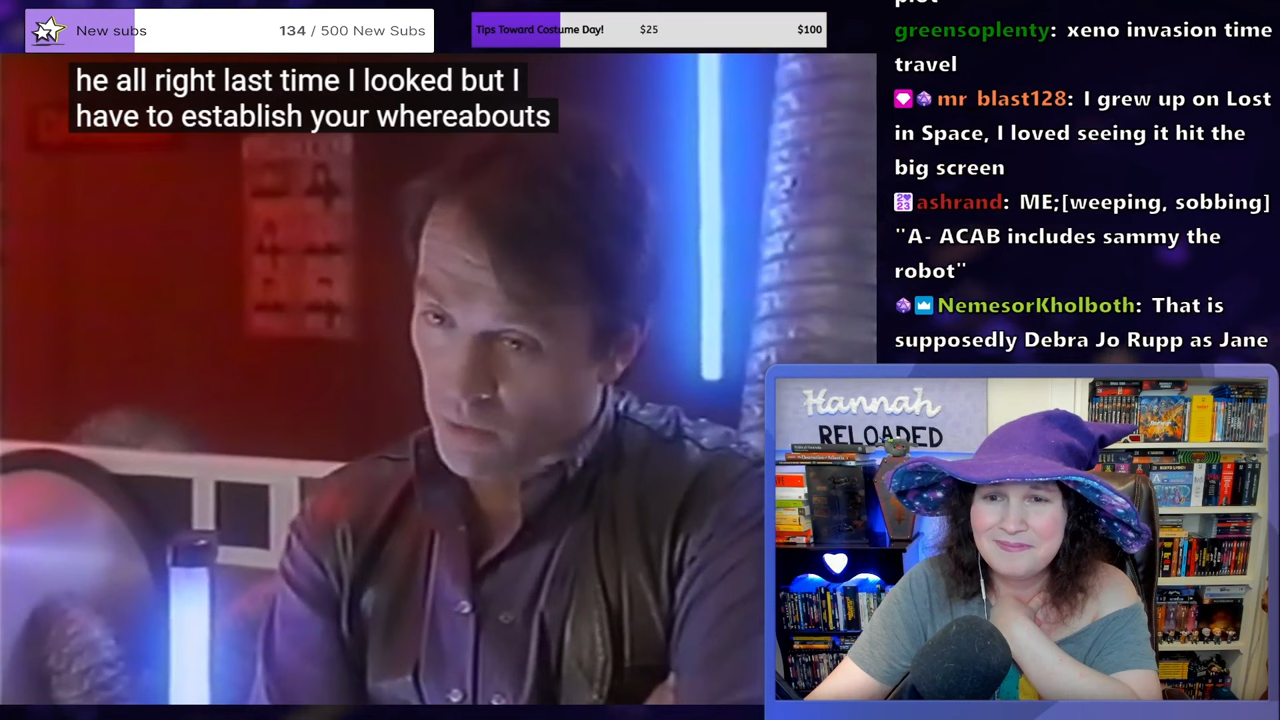 New subs
134 / 500 New Subs
Tips Toward Costume Day!
$25
$100
he all right last time I looked but I
have to establish your whereabouts
greensoplenty: xeno invasion time
travel
mr_blast128: I grew up on Lost
in Space, I loved seeing it hit the
big screen
ashrand: ME;[weeping, sobbing]
"A- ACAB includes sammy the
robot"
NemesorKholboth: That is
supposedly Debra Jo Rupp as Jane
Hannah
RELOADED